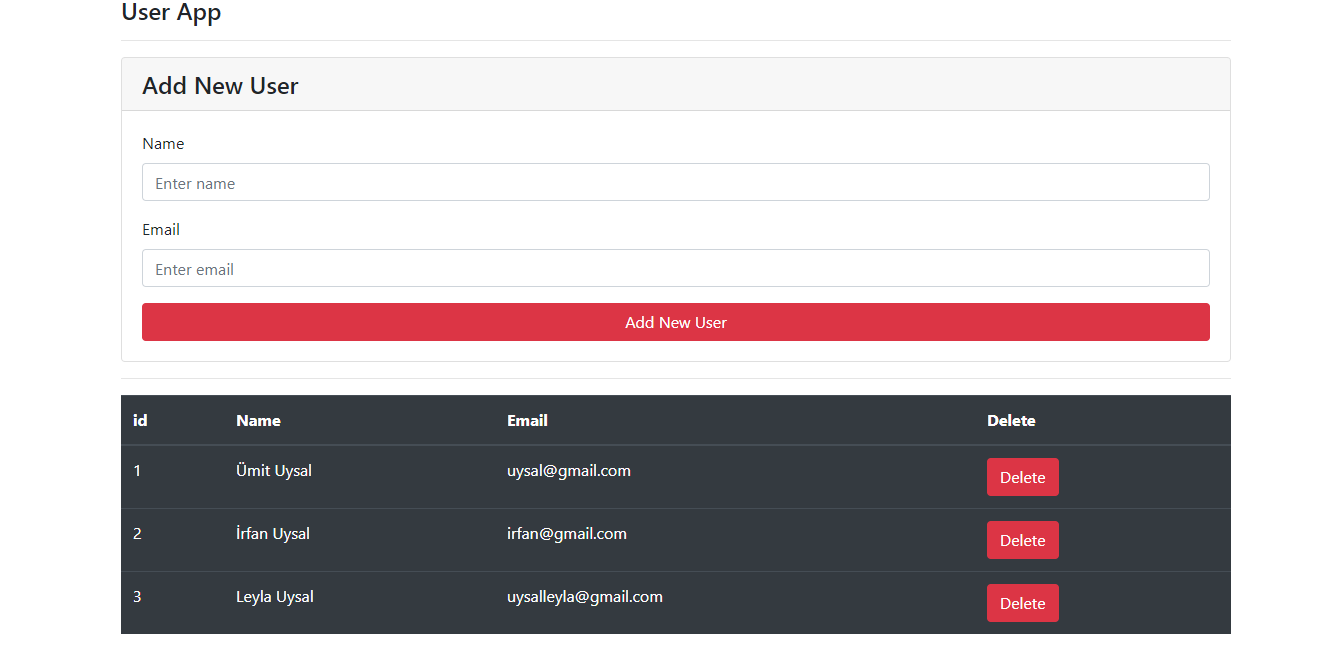 User App
Add New User
Name
Enter name
Email
Enter email
Add New User
id Name Email Delete
1 Ümit Uysal uysal@gmail.com Delete
2 İrfan Uysal irfan@gmail.com Delete
3 Leyla Uysal uysalleyla@gmail.com Delete